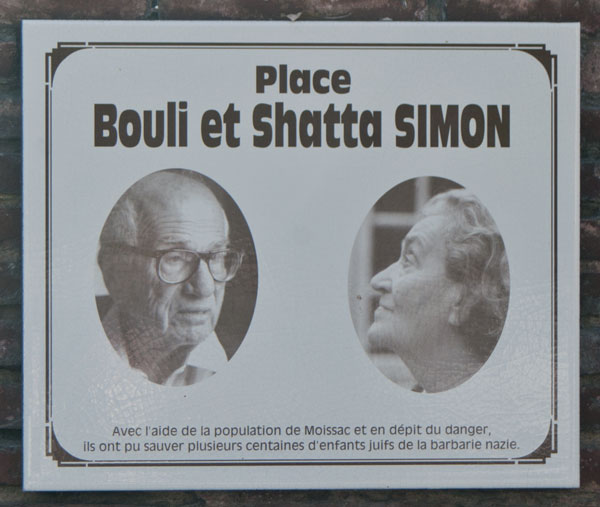 Place
Bouli et Shatta SIMON
Avec l'aide de la population de Moissac et en dépit du danger,
ils ont pu sauver plusieurs centaines d'enfants juifs de la barbarie nazie.